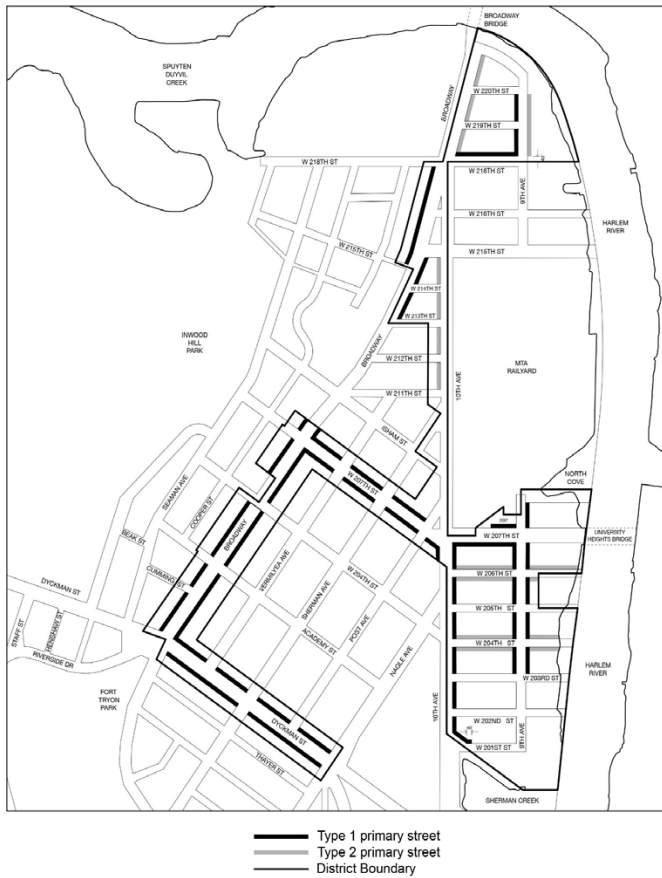 BROADWAY
BRIDGE
SPUYTEN
DUYVIL
CREEK
BROADWAY
W 220TH ST
W 219TH ST
W 218TH ST
W 218TH ST
9TH AVE
W 216TH ST
HARLEM
RIVER
W 215TH ST
W 215TH ST
W 214TH ST
W 213TH ST
INWOOD
HILL
PARK
BROADWAY
W 212TH ST
MTA
RAILYARD
W 211TH ST
10TH AVE
ISHAM ST
W 207TH ST
NORTH
COVE
SEAMAN AVE
COOPER ST
BROADWAY
W 207TH ST
UNIVERSITY
HEIGHTS BRIDGE
BEAK ST
VERMILYEA AVE
W 204TH ST
W 206TH ST
CUMMING ST
SHERMAN AVE
DYCKMAN ST
W 206TH ST
STAFF ST
HENSHAW ST
ACADEMY ST
POST AVE
W 204TH ST
RIVERSIDE DR
NAGLE AVE
HARLEM
RIVER
W 203RD ST
FORT
TRYON
PARK
10TH AVE
DYCKMAN ST
W 202ND ST
9TH AVE
W 201ST ST
THAYER ST
SHERMAN CREEK
Type 1 primary street
Type 2 primary street
District Boundary